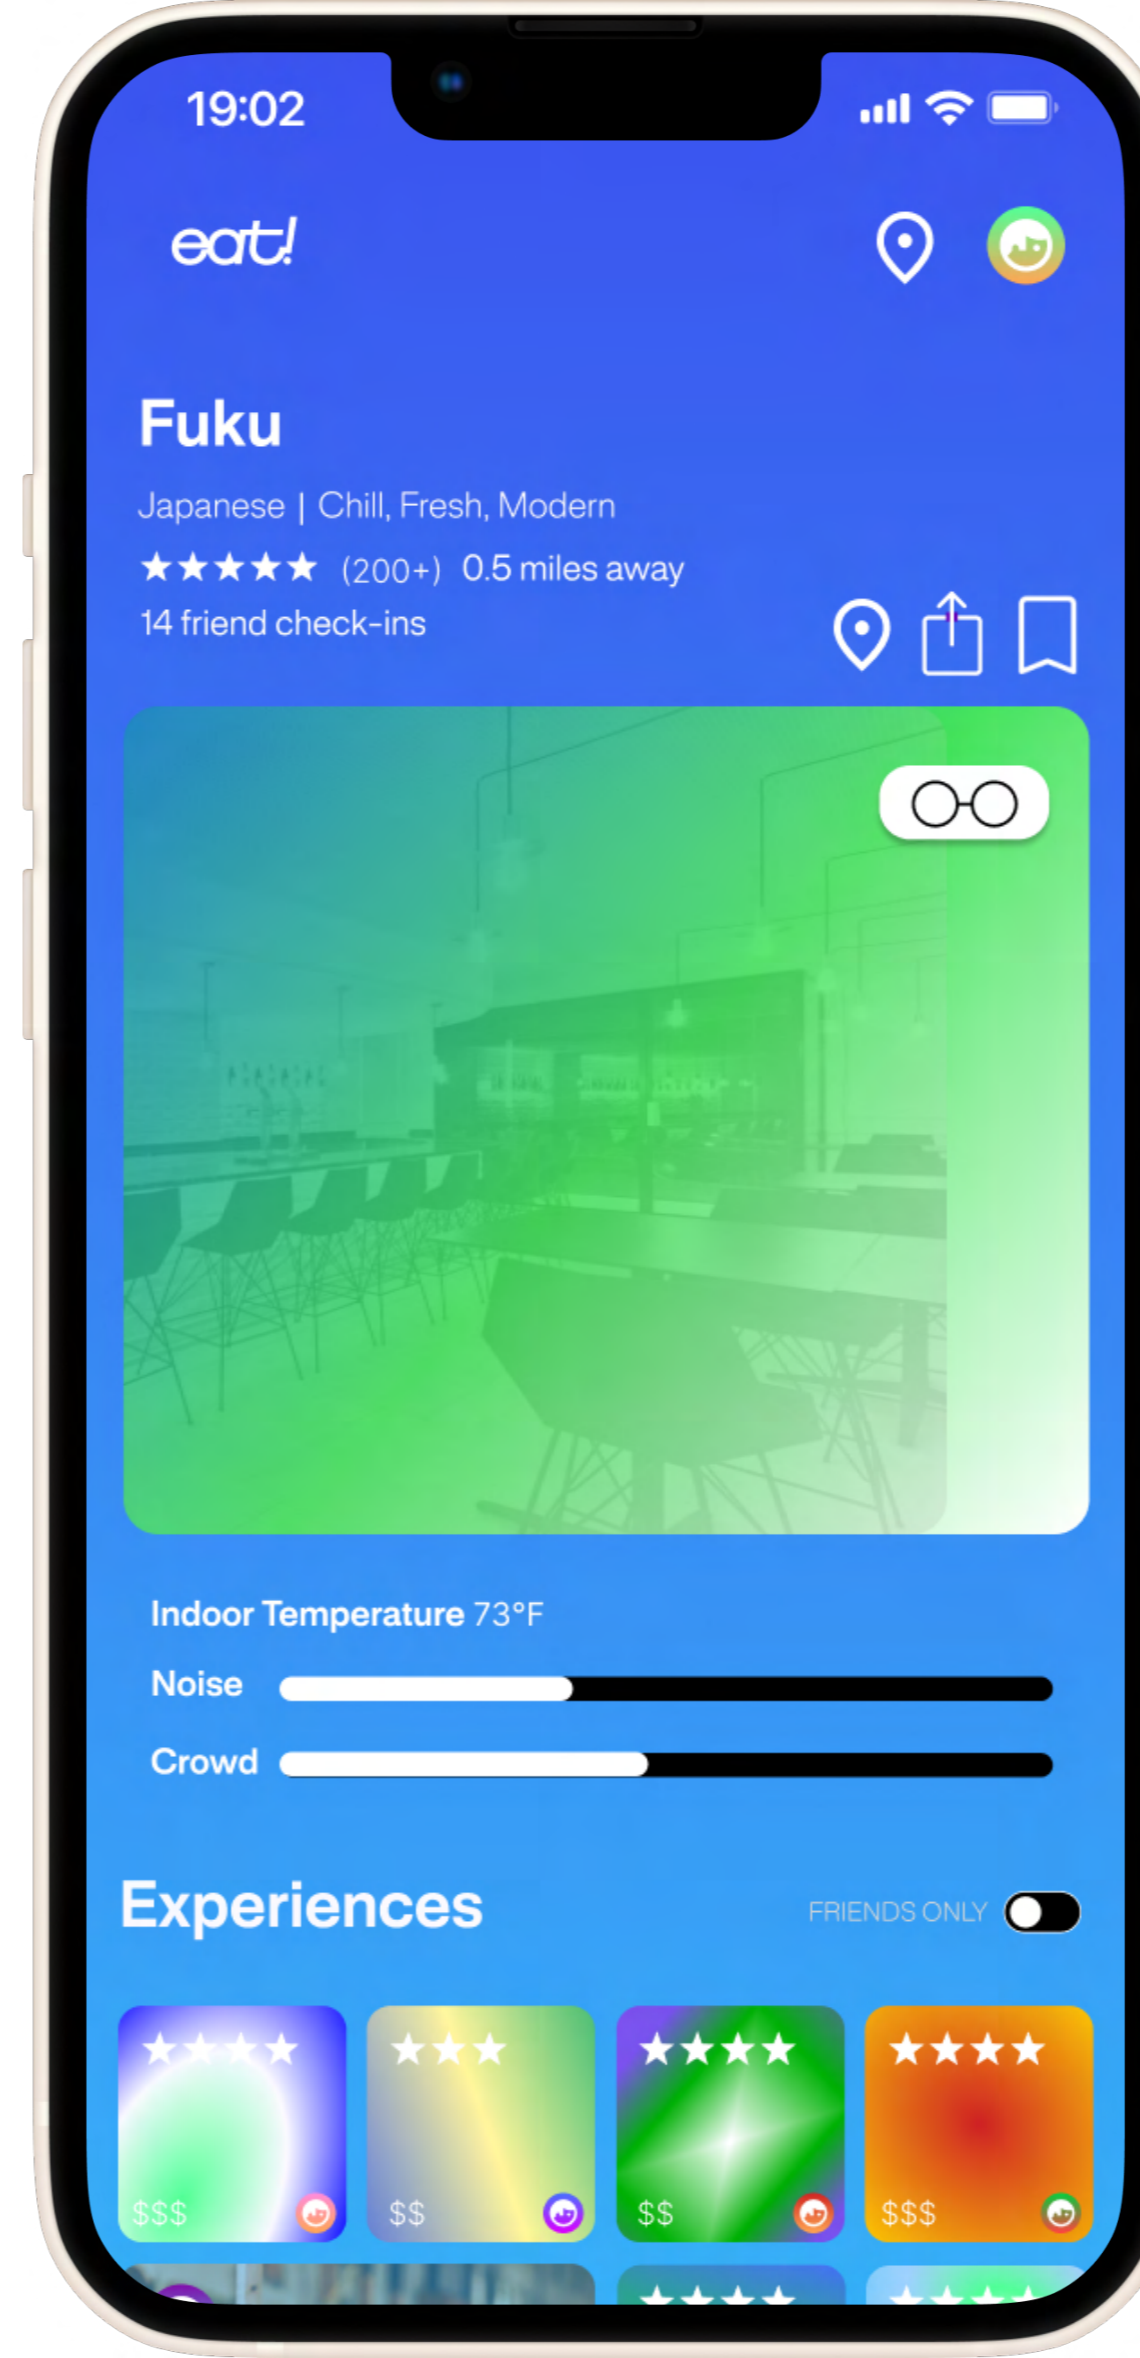 19:02
eat!
Fuku
Japanese | Chill, Fresh, Modern
(200+) 0.5 miles away
14 friend check-ins
Indoor Temperature 73°F
Noise
Crowd
Experiences
FRIENDS ONLY
$$$ $$ $$ $$$